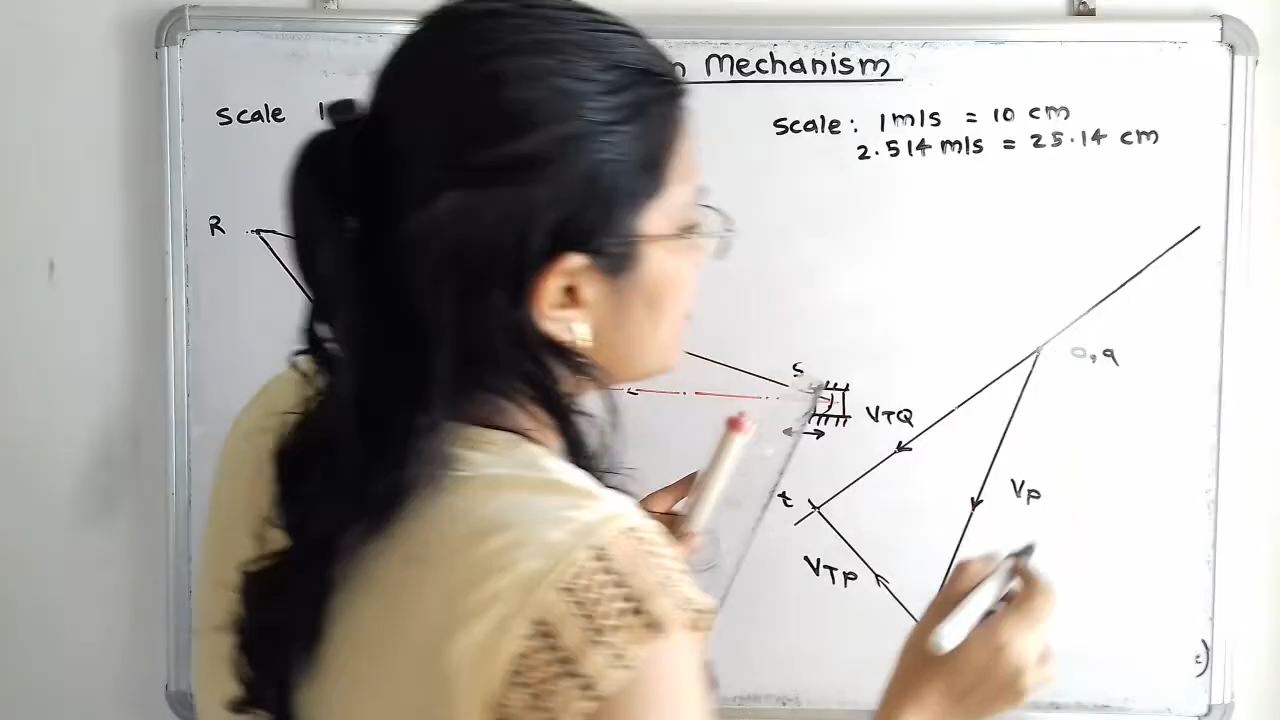 Mechanism
Scale
Scale: 1m/s = 10 cm
2.514 m/s = 25.14 cm
R
S
VTQ
o,q
t
VP
VTP